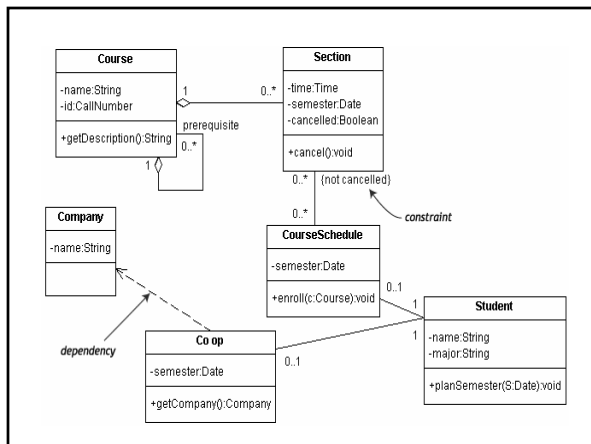 Course
-name:String
-id:CallNumber
+getDescription():String
1
0..*
Section
-time:Time
-semester:Date
-cancelled:Boolean
+cancel():void
prerequisite
0..*
1
0..*
{not cancelled}
constraint
0..*
Company
-name:String
CourseSchedule
-semester:Date
+enroll(c:Course):void
0..1
1
Student
-name:String
-major:String
+planSemester(S:Date):void
1
0..1
dependency
Co op
-semester:Date
+getCompany():Company